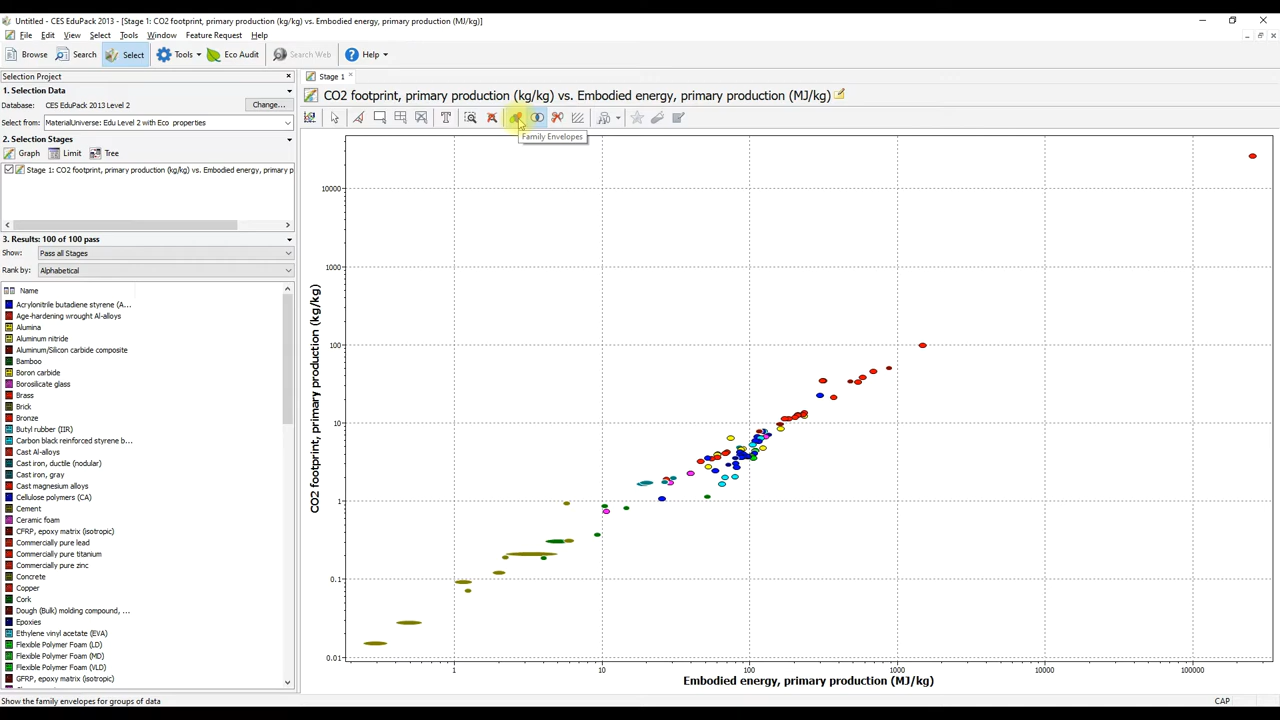 Untitled - CES EduPack 2013 - [Stage 1: CO2 footprint, primary production (kg/kg) vs. Embodied energy, primary production (MJ/kg)]
File Edit View Select Tools Window Feature Request Help
Browse Search Select Tools Eco Audit Search Web Help
Selection Project
1. Selection Data
Database: CES EduPack 2013 Level 2 Change...
Select from: MaterialUniverse: Edu Level 2 with Eco properties
2. Selection Stages
Graph Limit Tree
Stage 1: CO2 footprint, primary production (kg/kg) vs. Embodied energy, primary p
3. Results: 100 of 100 pass
Show: Pass all Stages
Rank by: Alphabetical
Name
Acrylonitrile butadiene styrene (A...
Age-hardening wrought Al-alloys
Alumina
Aluminum nitride
Aluminum/Silicon carbide composite
Bamboo
Boron carbide
Borosilicate glass
Brass
Brick
Bronze
Butyl rubber (IIR)
Carbon black reinforced styrene b...
Cast Al-alloys
Cast iron, ductile (nodular)
Cast iron, gray
Cast magnesium alloys
Cellulose polymers (CA)
Cement
Ceramic foam
CFRP, epoxy matrix (isotropic)
Commercially pure lead
Commercially pure titanium
Commercially pure zinc
Concrete
Copper
Cork
Dough (Bulk) molding compound, ...
Epoxies
Ethylene vinyl acetate (EVA)
Flexible Polymer Foam (LD)
Flexible Polymer Foam (MD)
Flexible Polymer Foam (VLD)
GFRP, epoxy matrix (isotropic)
Stage 1
CO2 footprint, primary production (kg/kg) vs. Embodied energy, primary production (MJ/kg)
Family Envelopes
CO2 footprint, primary production (kg/kg)
10000
1000
100
10
1
0.1
0.01
1 10 100 1000 10000 100000
Embodied energy, primary production (MJ/kg)
Show the family envelopes for groups of data CAP